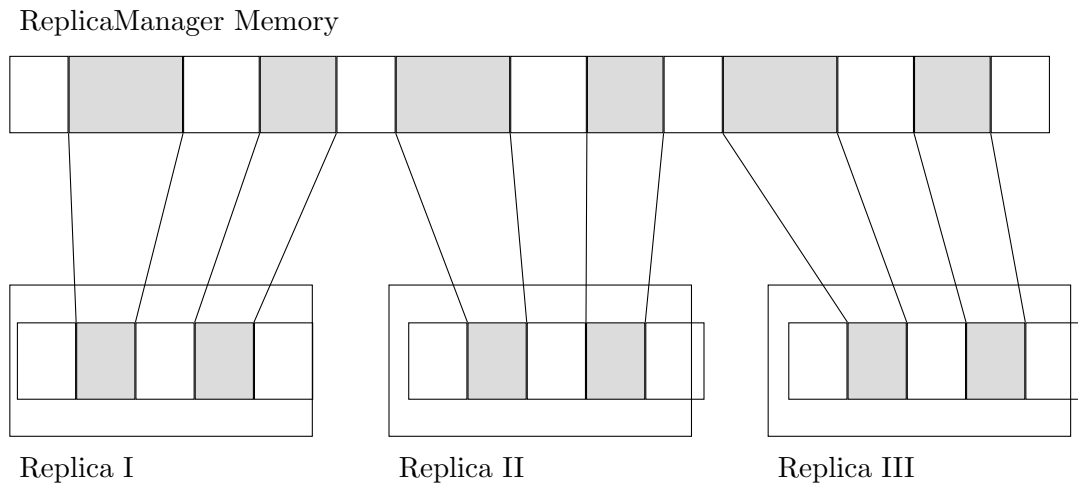 ReplicaManager Memory
Replica I
Replica II
Replica III